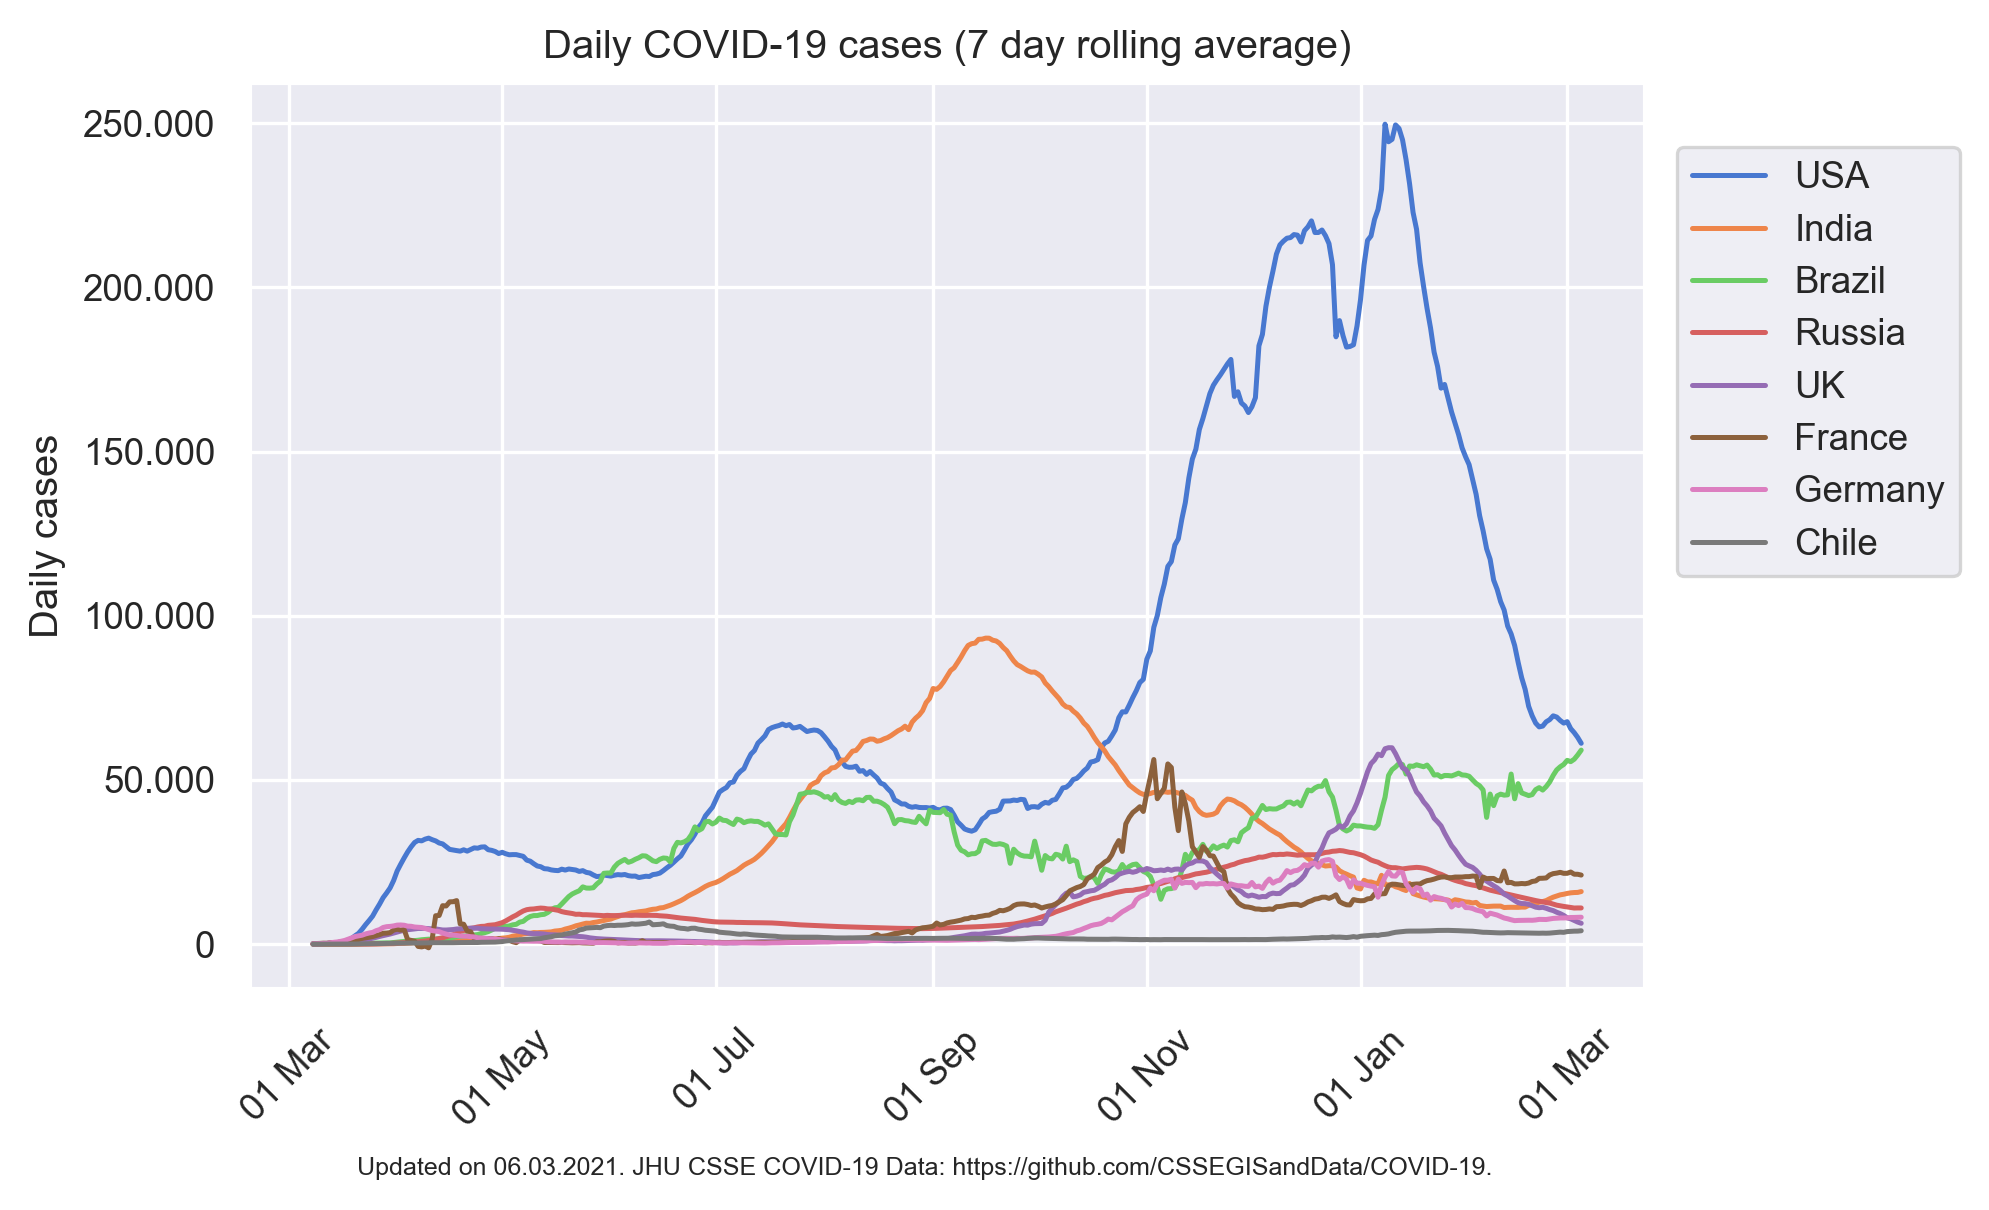 Daily COVID-19 cases (7 day rolling average)
250.000
200.000
150.000
100.000
50.000
0
Daily cases
01 Mar
01 May
01 Jul
01 Sep
01 Nov
01 Jan
01 Mar
USA
India
Brazil
Russia
UK
France
Germany
Chile
Updated on 06.03.2021. JHU CSSE COVID-19 Data: https://github.com/CSSEGISandData/COVID-19.